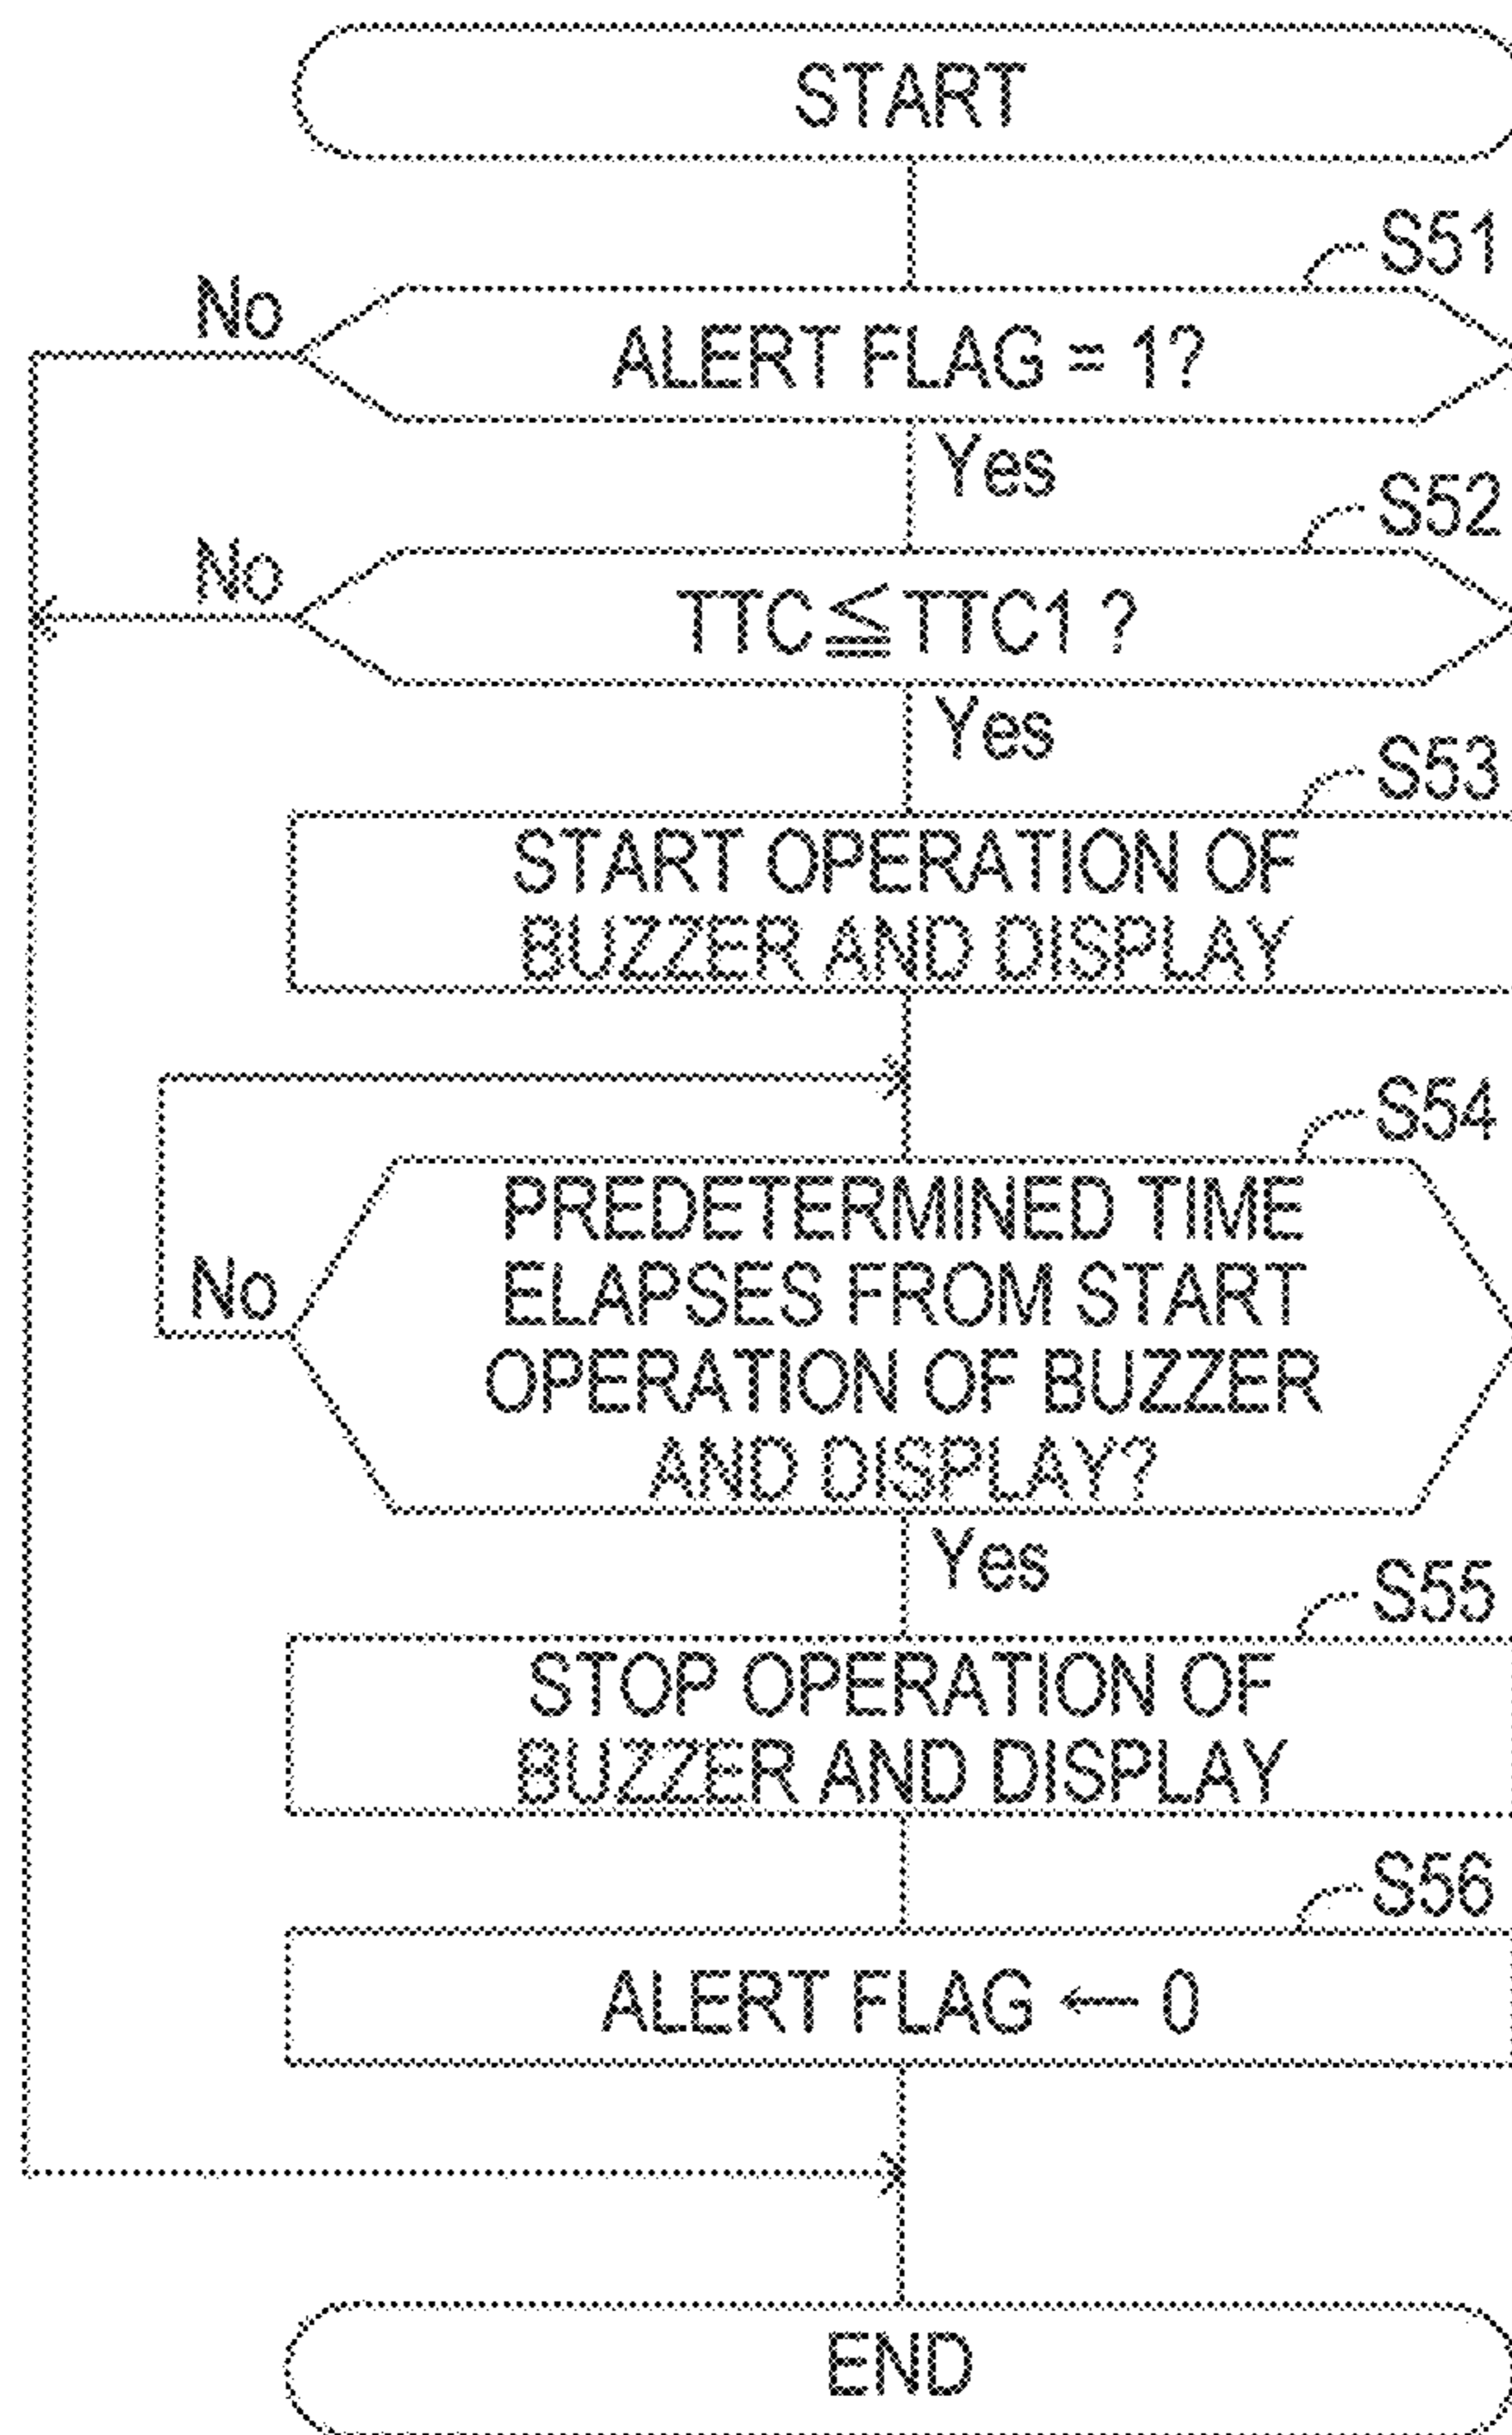 START
S51
No
ALERT FLAG = 1?
Yes
S52
No
TTC≦TTC1 ?
Yes
S53
START OPERATION OF
BUZZER AND DISPLAY
S54
PREDETERMINED TIME
ELAPSES FROM START
OPERATION OF BUZZER
AND DISPLAY?
No
Yes
S55
STOP OPERATION OF
BUZZER AND DISPLAY
S56
ALERT FLAG ← 0
END